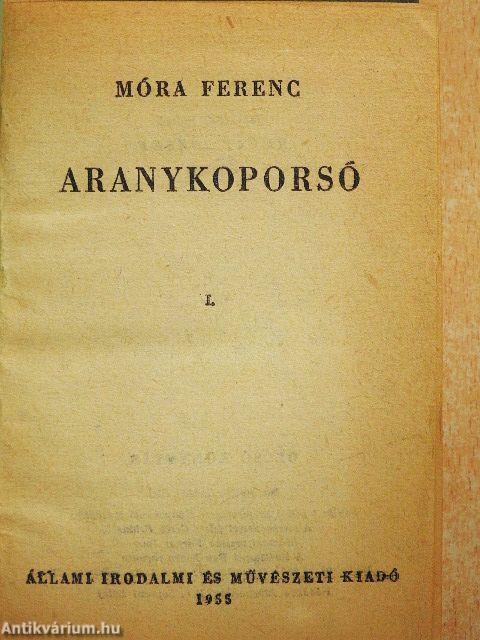 MÓRA FERENC
ARANYKOPORSÓ
I.
ÁLLAMI IRODALMI ÉS MŰVÉSZETI KIADÓ
1955
Antikvárium.hu